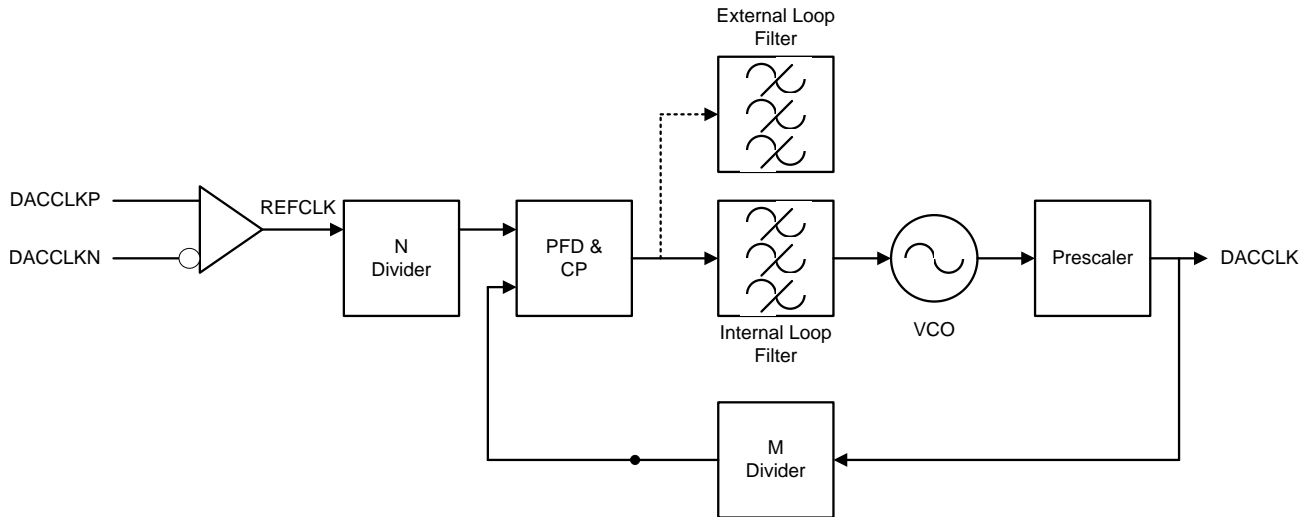 External Loop
Filter
DACCLKP
REFCLK
DACCLKN
N
Divider
PFD &
CP
Internal Loop
Filter
VCO
Prescaler
DACCLK
M
Divider